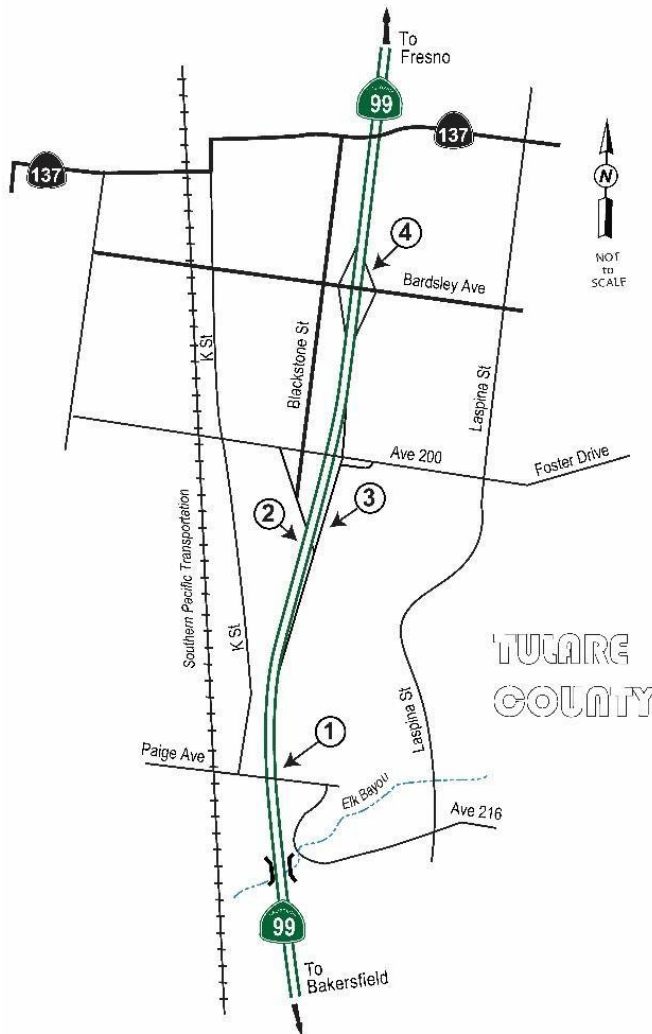 To
Fresno
99
137
137
N
NOT
to
SCALE
4
Bardsley Ave
K St
Blackstone St
Laspina St
Ave 200
Foster Drive
2
3
Southern Pacific Transportation
K St
TULARE
COUNTY
Laspina St
1
Paige Ave
Elk Bayou
Ave 216
99
To
Bakersfield